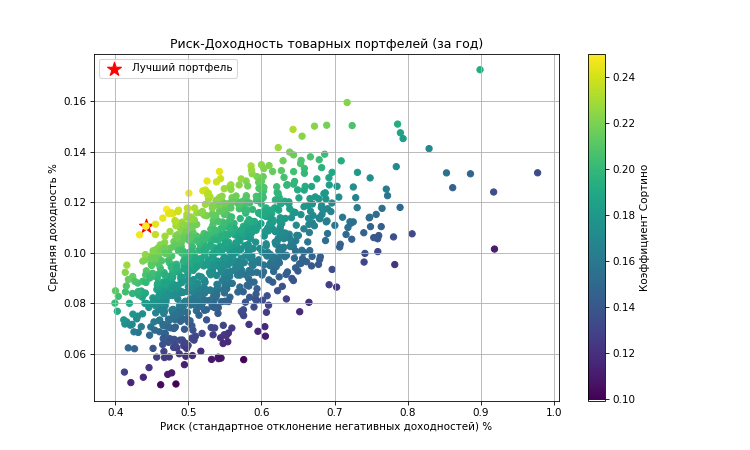 Риск-Доходность товарных портфелей (за год)
Лучший портфель
Средняя доходность %
0.16
0.14
0.12
0.10
0.08
0.06
0.4 0.5 0.6 0.7 0.8 0.9 1.0
Риск (стандартное отклонение негативных доходностей) %
0.24
0.22
0.20
0.18
0.16
0.14
0.12
0.10
Коэффициент Сортино